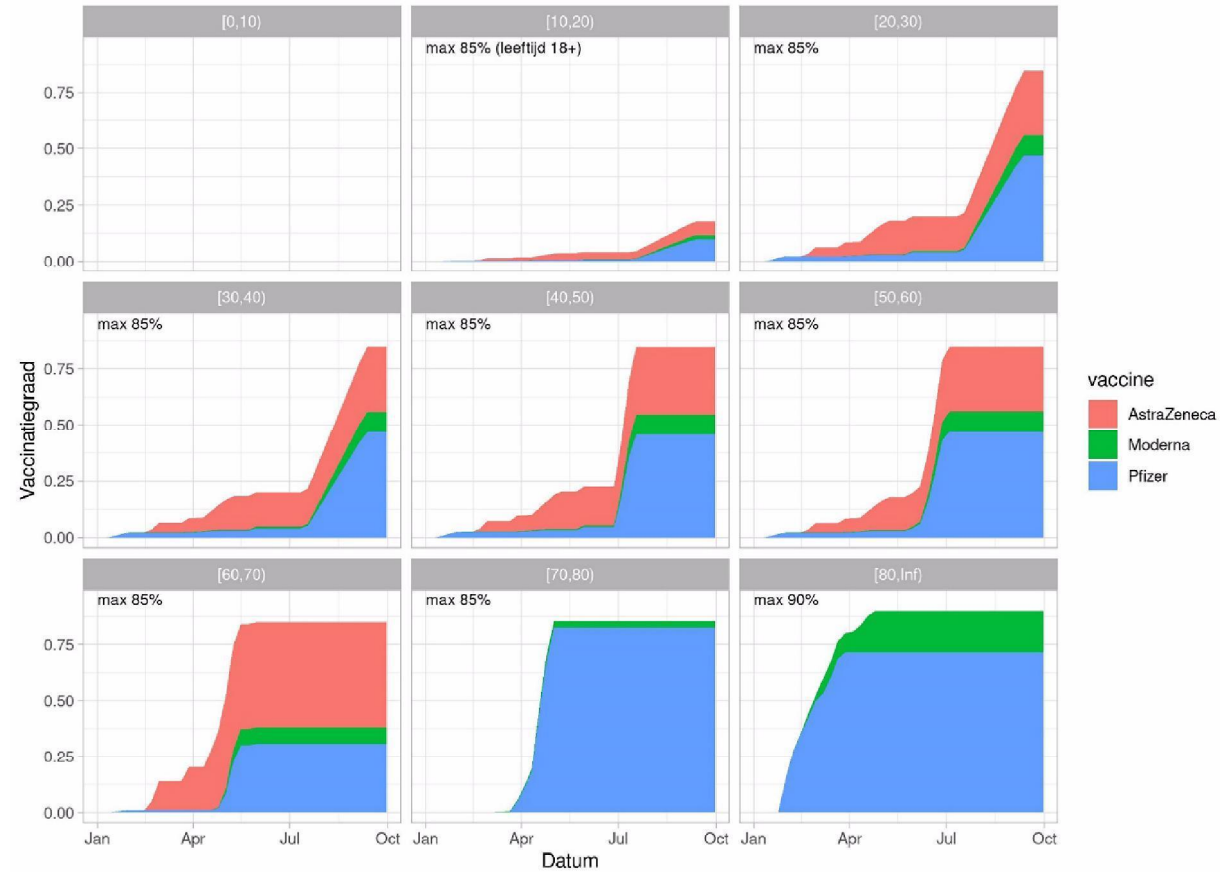 [0,10)
[10,20)
[20,30)
max 85% (leeftijd 18+)
max 85%
0.75
0.50
0.25
0.00
[30,40)
[40,50)
[50,60)
max 85%
max 85%
max 85%
0.75
0.50
0.25
0.00
[60,70)
[70,80)
[80,Inf)
max 85%
max 85%
max 90%
0.75
0.50
0.25
0.00
Jan Apr Jul Oct
Jan Apr Jul Oct
Jan Apr Jul Oct
Datum
Vaccinatiegraad
vaccine
AstraZeneca
Moderna
Pfizer